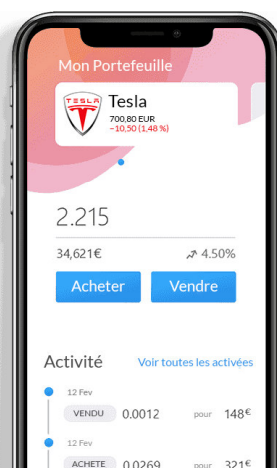 Mon Portefeuille
TESLA
Tesla
700,80 EUR
−10,50 (1,48 %)
2.215
34,621€
4.50%
Acheter
Vendre
Activité
Voir toutes les activées
12 Fev
VENDU
0.0012
pour
148€
12 Fev
ACHETE
0.0269
pour
321€